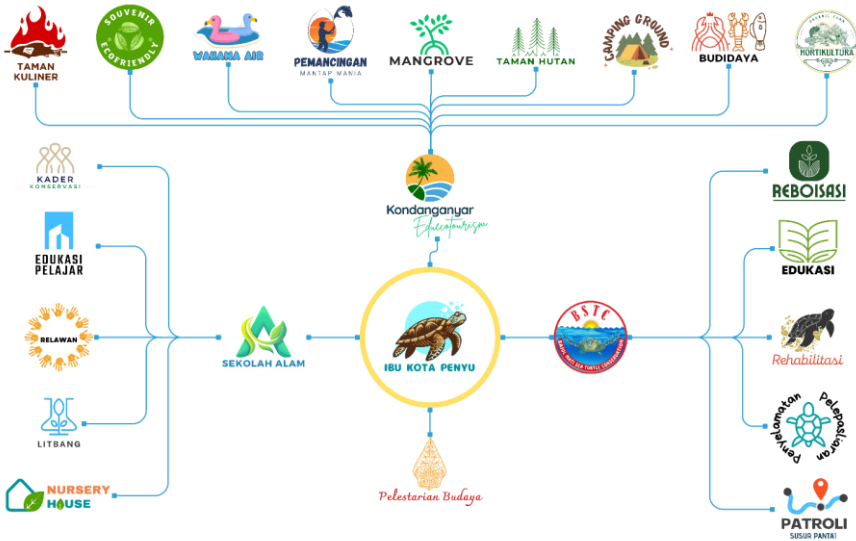 TAMAN
KULINER
SOUVENIR
ECOFRIENDLY
WAHANA AIR
PEMANCINGAN
MANTAP MANIA
MANGROVE
TAMAN HUTAN
CAMPING GROUND
BUDIDAYA
HORTIKULTURA
KADER
KONSERVASI
EDUKASI
PELAJAR
RELAWAN
LITBANG
NURSERY
HOUSE
SEKOLAH ALAM
Kondanganyar
IBU KOTA PENYU
Pelestarian Budaya
BSTC
REBOISASI
EDUKASI
Rehabilitasi
Penyelamatan Pelepasliaran
PATROLI
SUSUR PANTAI